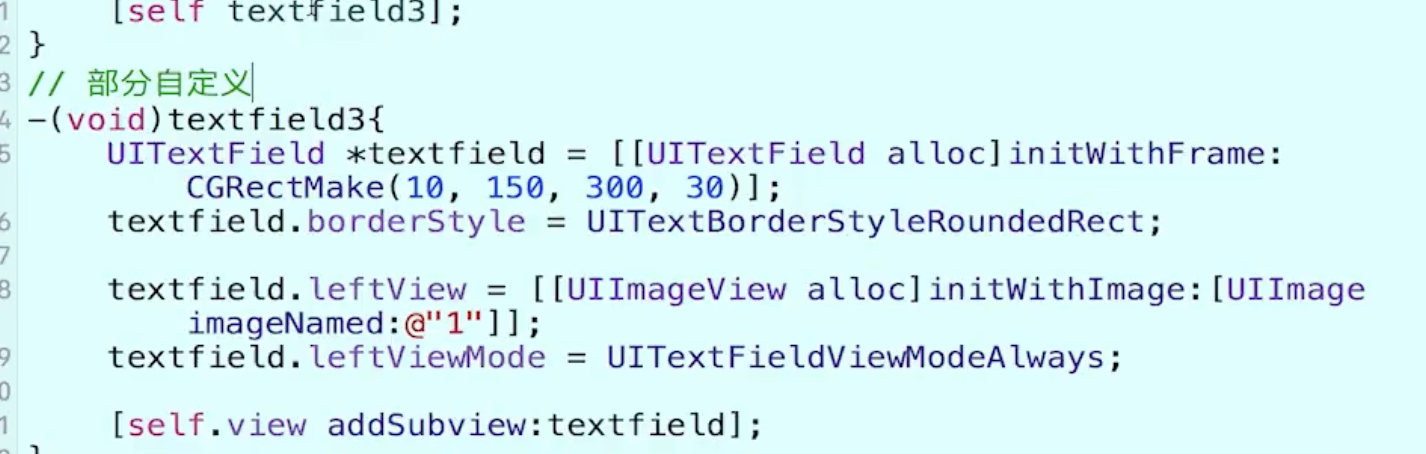 1 [self textfield3];
2 }
3 // 部分自定义
4 -(void)textfield3{
5 UITextField *textfield = [[UITextField alloc]initWithFrame:
CGRectMake(10, 150, 300, 30)];
6 textfield.borderStyle = UITextBorderStyleRoundedRect;
7
8 textfield.leftView = [[UIImageView alloc]initWithImage:[UIImage
imageNamed:@"1"]];
9 textfield.leftViewMode = UITextFieldViewModeAlways;
0
1 [self.view addSubview:textfield];